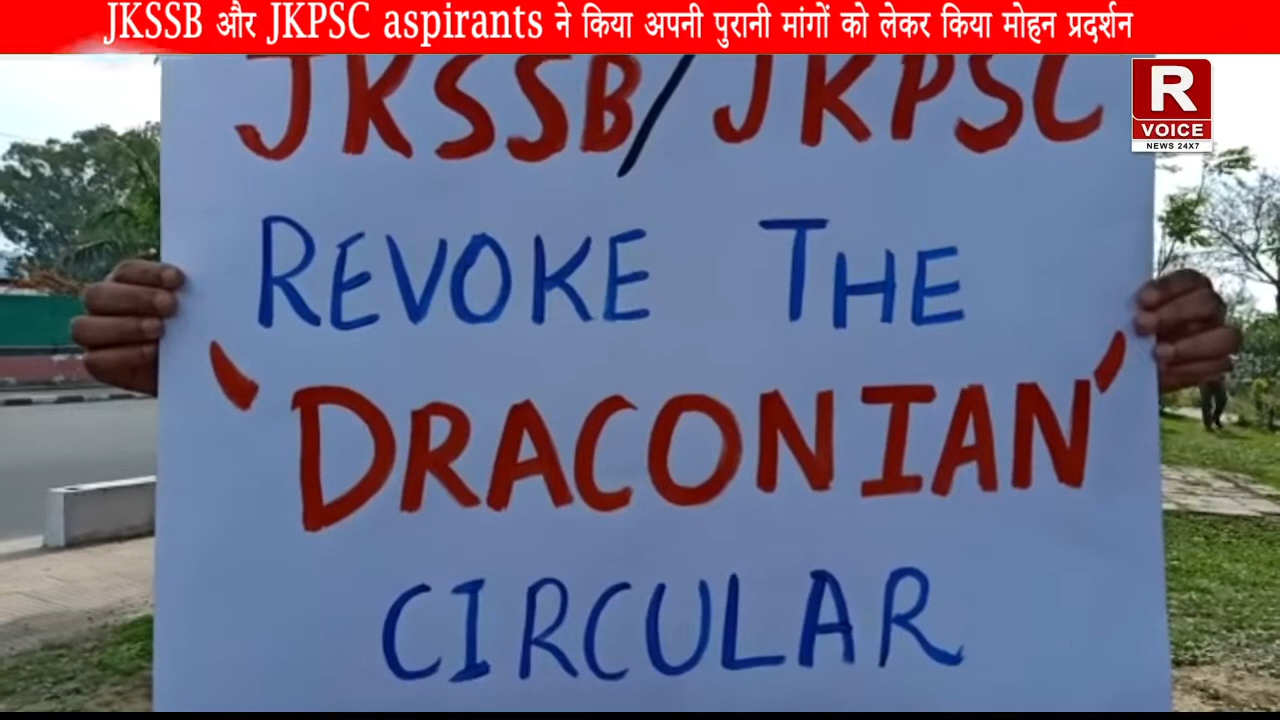 JKSSB और JKPSC aspirants ने किया अपनी पुरानी मांगों को लेकर किया मोहन प्रदर्शन
R
VOICE
NEWS 24X7
JKSSB/JKPSC
REVOKE THE
'DRACONIAN'
CIRCULAR